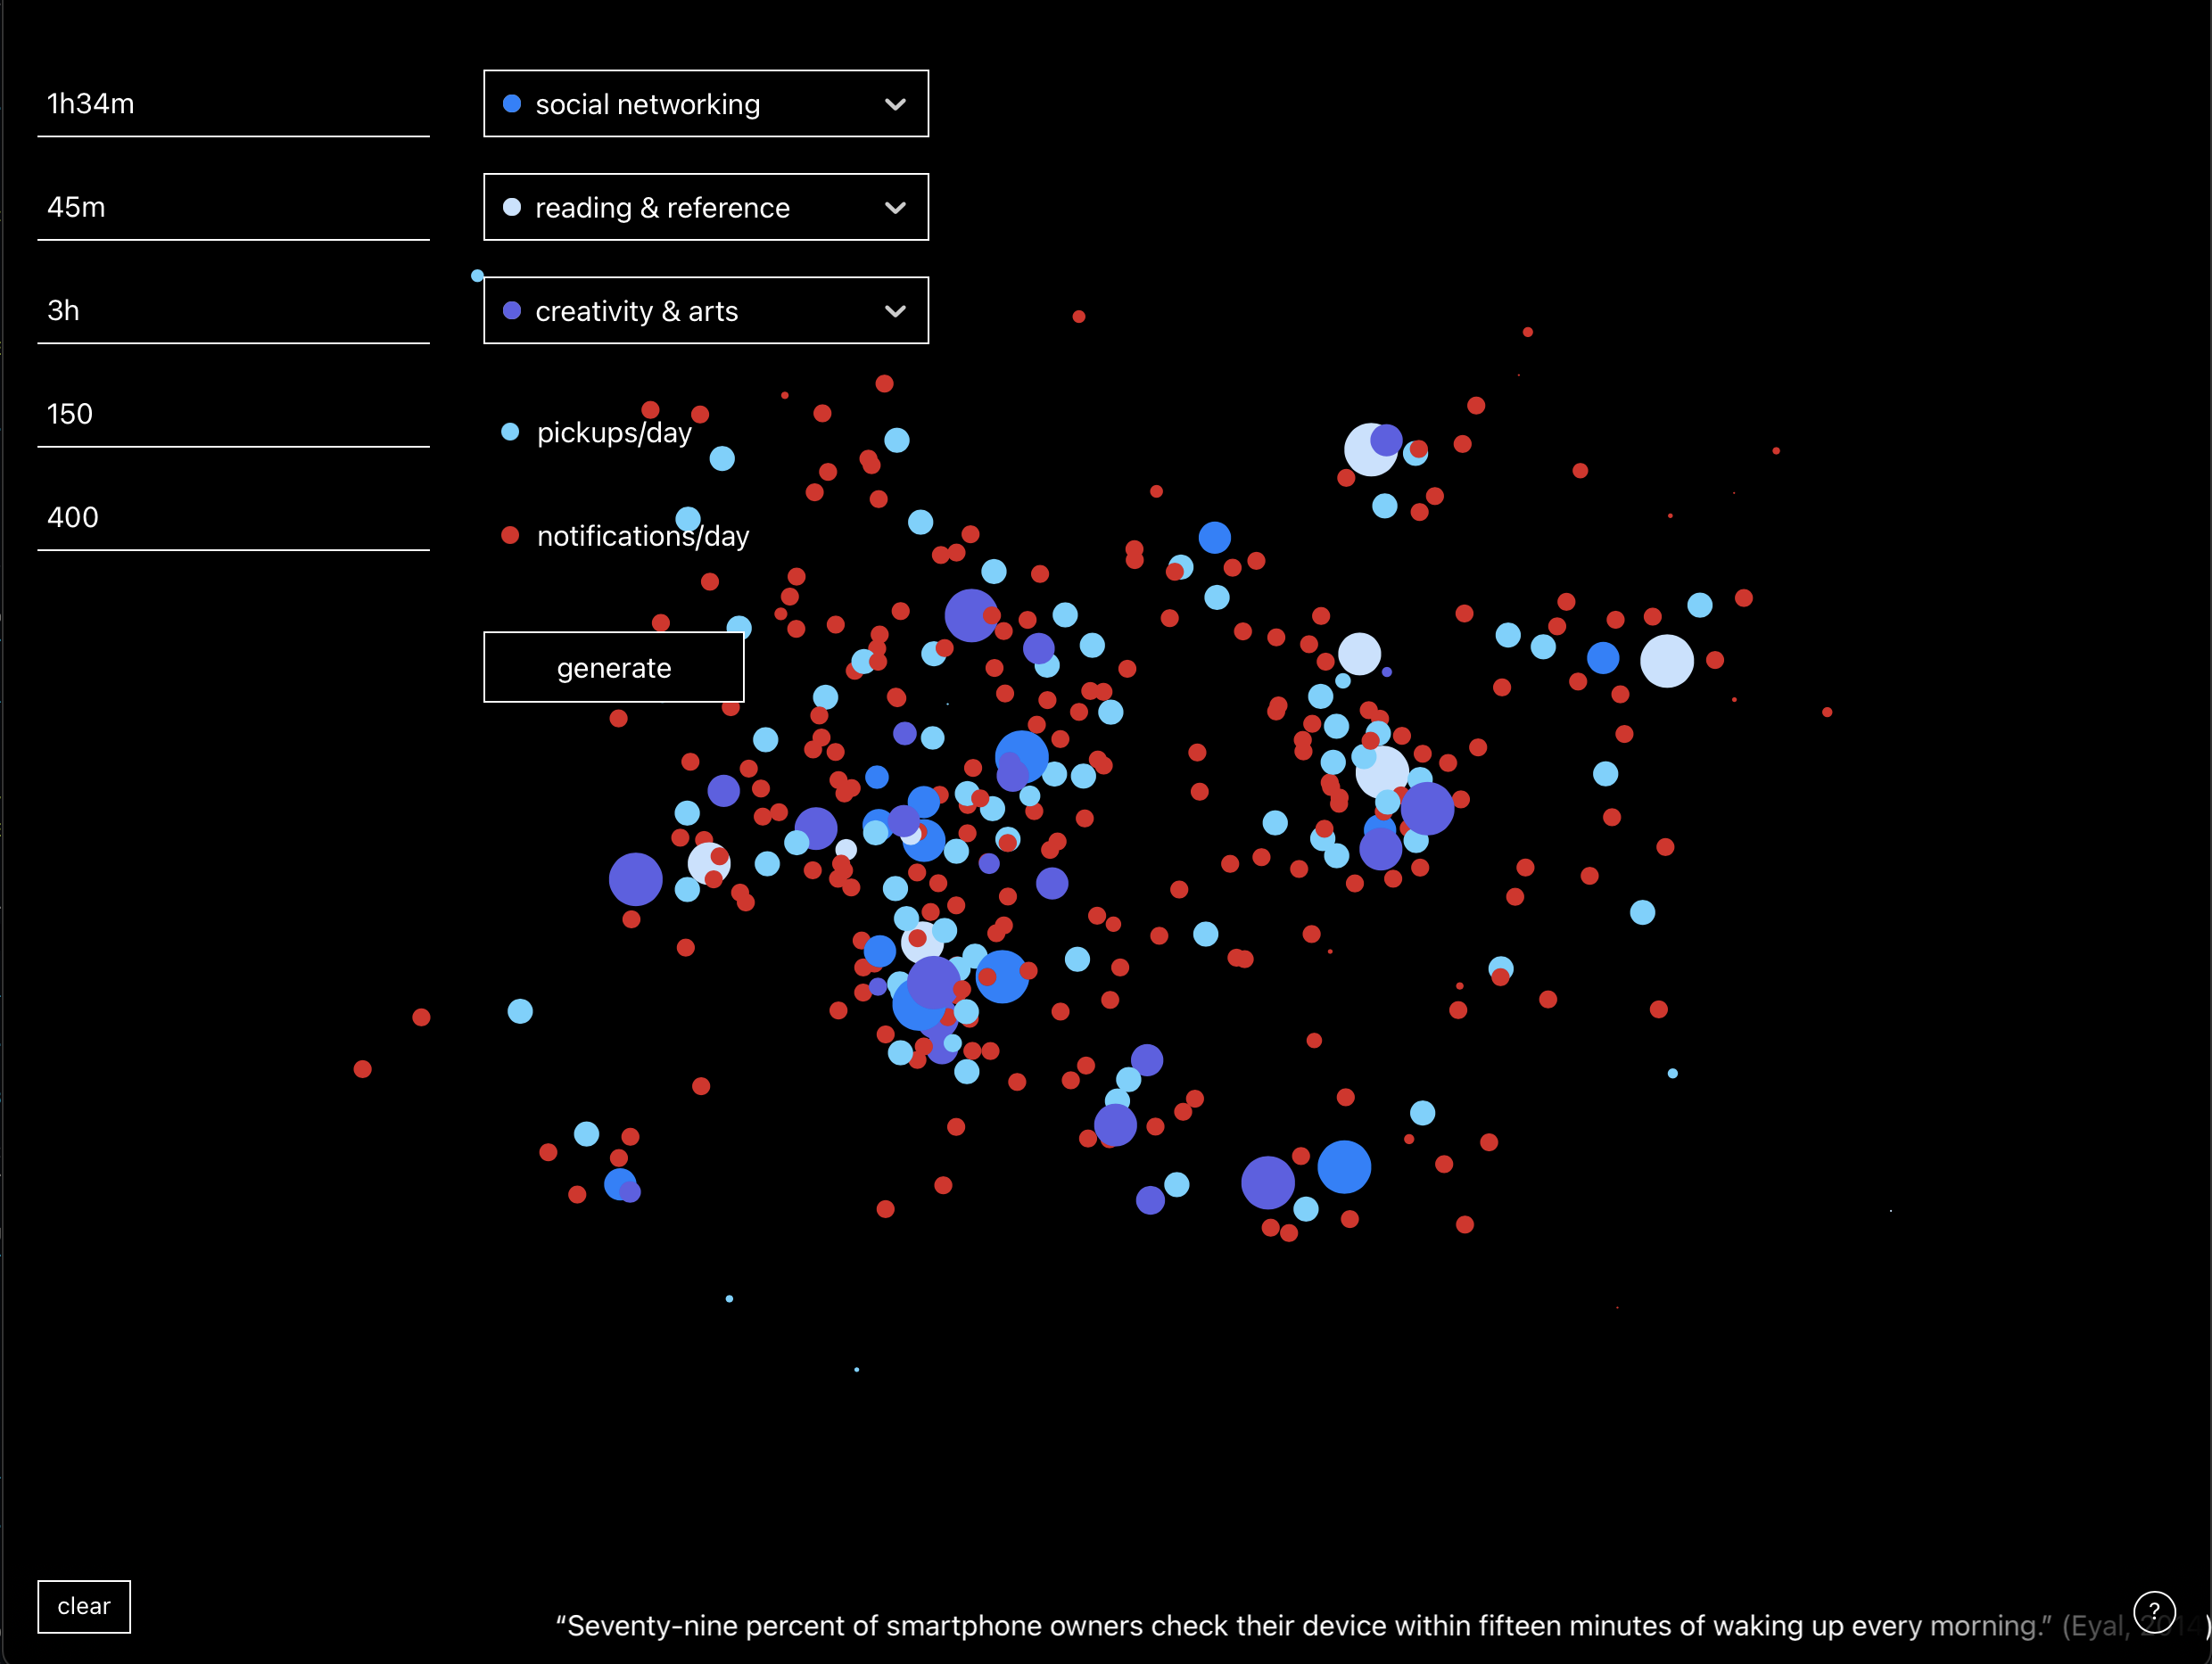 1h34m
social networking
45m
reading & reference
3h
creativity & arts
150
pickups/day
400
notifications/day
generate
clear
“Seventy-nine percent of smartphone owners check their device within fifteen minutes of waking up every morning.” (Eyal, 2014)
?